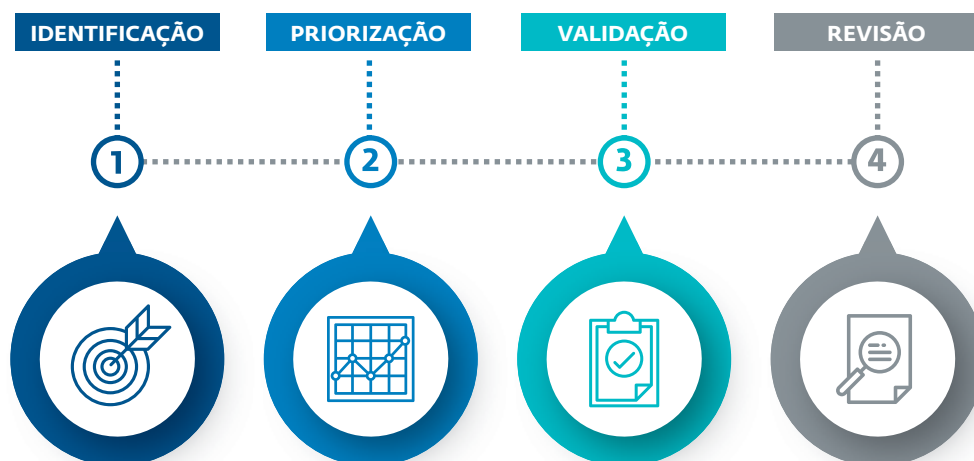 IDENTIFICAÇÃO
PRIORIZAÇÃO
VALIDAÇÃO
REVISÃO
1
2
3
4